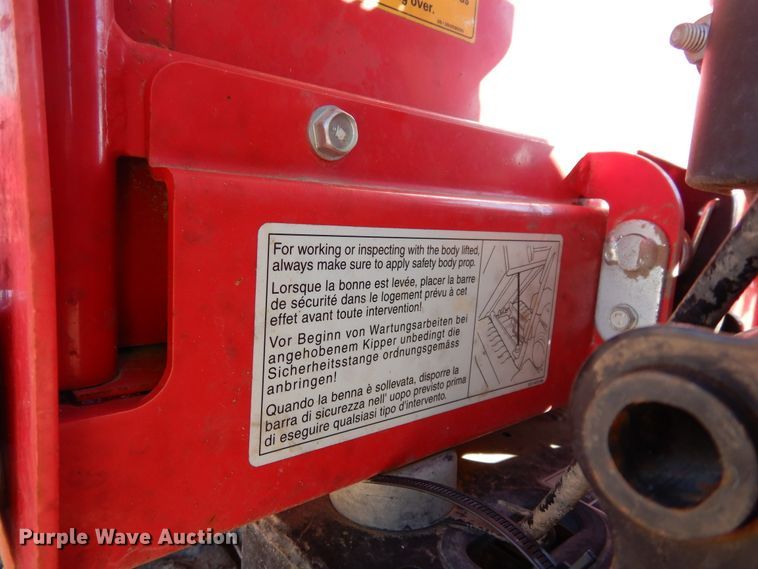 g over.
For working or inspecting with the body lifted,
always make sure to apply safety body prop.
Lorsque la bonne est levée, placer la barre
de sécurité dans le logement prévu à cet
effet avant toute intervention!
Vor Beginn von Wartungsarbeiten bei
angehobenem Kipper unbedingt die
Sicherheitsstange ordnungsgemäss
anbringen!
Quando la benna è sollevata, disporre la
barra di sicurezza nell' uopo previsto prima
di eseguire qualsiasi tipo d'intervento.
Purple Wave Auction